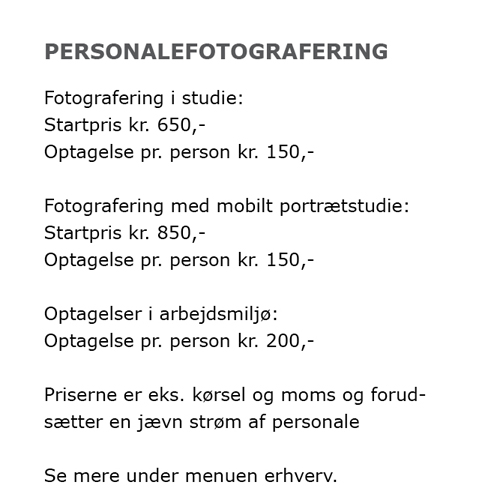 PERSONALEFOTOGRAFERING
Fotografering i studie:
Startpris kr. 650,-
Optagelse pr. person kr. 150,-
Fotografering med mobilt portrætstudie:
Startpris kr. 850,-
Optagelse pr. person kr. 150,-
Optagelser i arbejdsmiljø:
Optagelse pr. person kr. 200,-
Priserne er eks. kørsel og moms og forud-
sætter en jævn strøm af personale
Se mere under menuen erhverv.